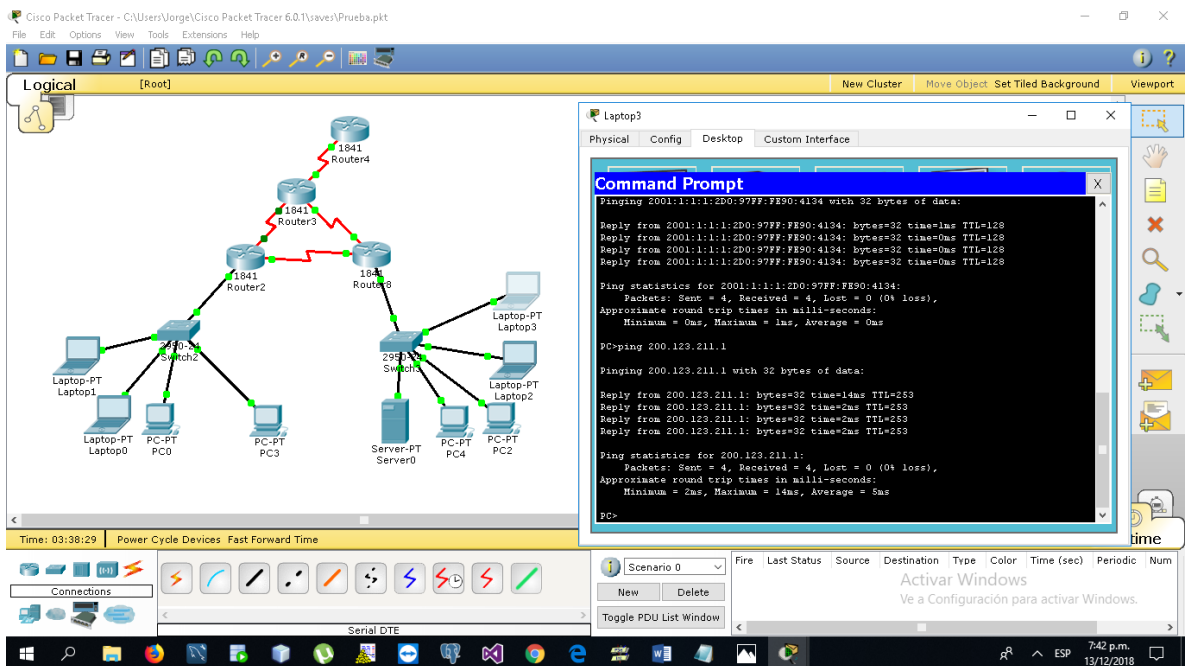 Cisco Packet Tracer - C:\Users\Jorge\Cisco Packet Tracer 6.0.1\saves\Prueba.pkt
File Edit Options View Tools Extensions Help
Logical [Root] New Cluster Move Object Set Tiled Background Viewport
1841
Router4
1841
Router3
1841
Router2
1841
Router8
2950-24
Switch2
2950-24
Switch3
Laptop-PT
Laptop1
Laptop-PT
Laptop0
PC-PT
PC0
PC-PT
PC3
Laptop-PT
Laptop3
Laptop-PT
Laptop2
Server-PT
Server0
PC-PT
PC4
PC-PT
PC2
Laptop3
Physical Config Desktop Custom Interface
Command Prompt X
Pinging 2001:1:1:1:2D0:97FF:FE90:4134 with 32 bytes of data:
Reply from 2001:1:1:1:2D0:97FF:FE90:4134: bytes=32 time=1ms TTL=128
Reply from 2001:1:1:1:2D0:97FF:FE90:4134: bytes=32 time=0ms TTL=128
Reply from 2001:1:1:1:2D0:97FF:FE90:4134: bytes=32 time=0ms TTL=128
Reply from 2001:1:1:1:2D0:97FF:FE90:4134: bytes=32 time=0ms TTL=128
Ping statistics for 2001:1:1:1:2D0:97FF:FE90:4134:
Packets: Sent = 4, Received = 4, Lost = 0 (0% loss),
Approximate round trip times in milli-seconds:
Minimum = 0ms, Maximum = 1ms, Average = 0ms
PC>ping 200.123.211.1
Pinging 200.123.211.1 with 32 bytes of data:
Reply from 200.123.211.1: bytes=32 time=14ms TTL=253
Reply from 200.123.211.1: bytes=32 time=2ms TTL=253
Reply from 200.123.211.1: bytes=32 time=2ms TTL=253
Reply from 200.123.211.1: bytes=32 time=2ms TTL=253
Ping statistics for 200.123.211.1:
Packets: Sent = 4, Received = 4, Lost = 0 (0% loss),
Approximate round trip times in milli-seconds:
Minimum = 2ms, Maximum = 14ms, Average = 5ms
PC>
Time: 03:38:29 Power Cycle Devices Fast Forward Time
Connections
Serial DTE
Scenario 0
New Delete
Toggle PDU List Window
Fire Last Status Source Destination Type Color Time (sec) Periodic Num
Activar Windows
Ve a Configuración para activar Windows.
ESP
7:42 p.m.
13/12/2018